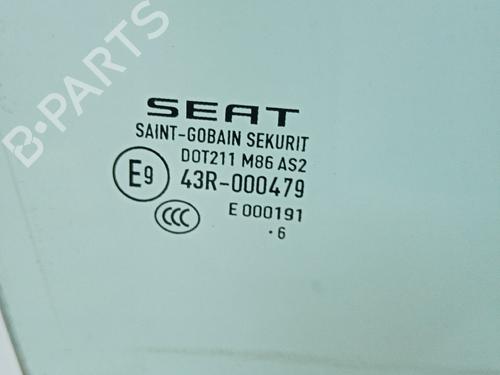 SEAT
SAINT-GOBAIN SEKURIT
DOT211 M86 AS2
E9 43R-000479
CCC E 000191
·6
B-PARTS